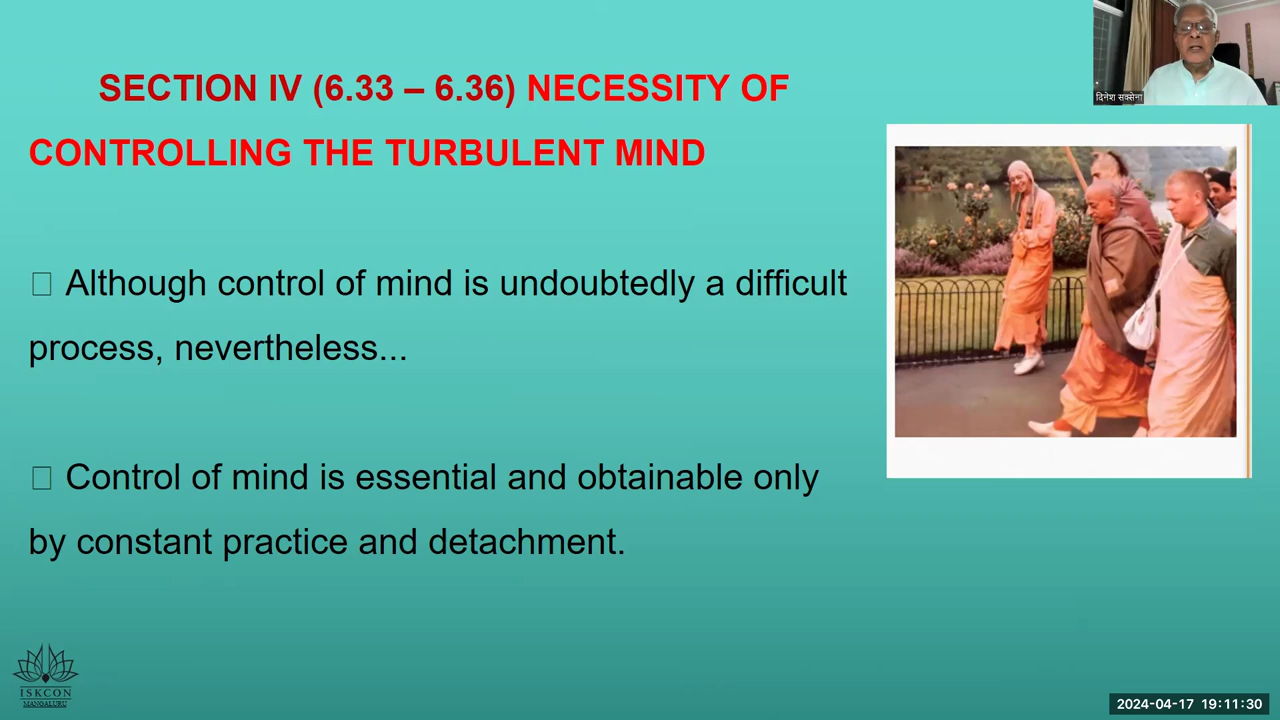 SECTION IV (6.33 – 6.36) NECESSITY OF
CONTROLLING THE TURBULENT MIND
Although control of mind is undoubtedly a difficult
process, nevertheless...
Control of mind is essential and obtainable only
by constant practice and detachment.
दिनेश सक्सेना
ISKCON
MANGALURU
2024-04-17 19:11:30